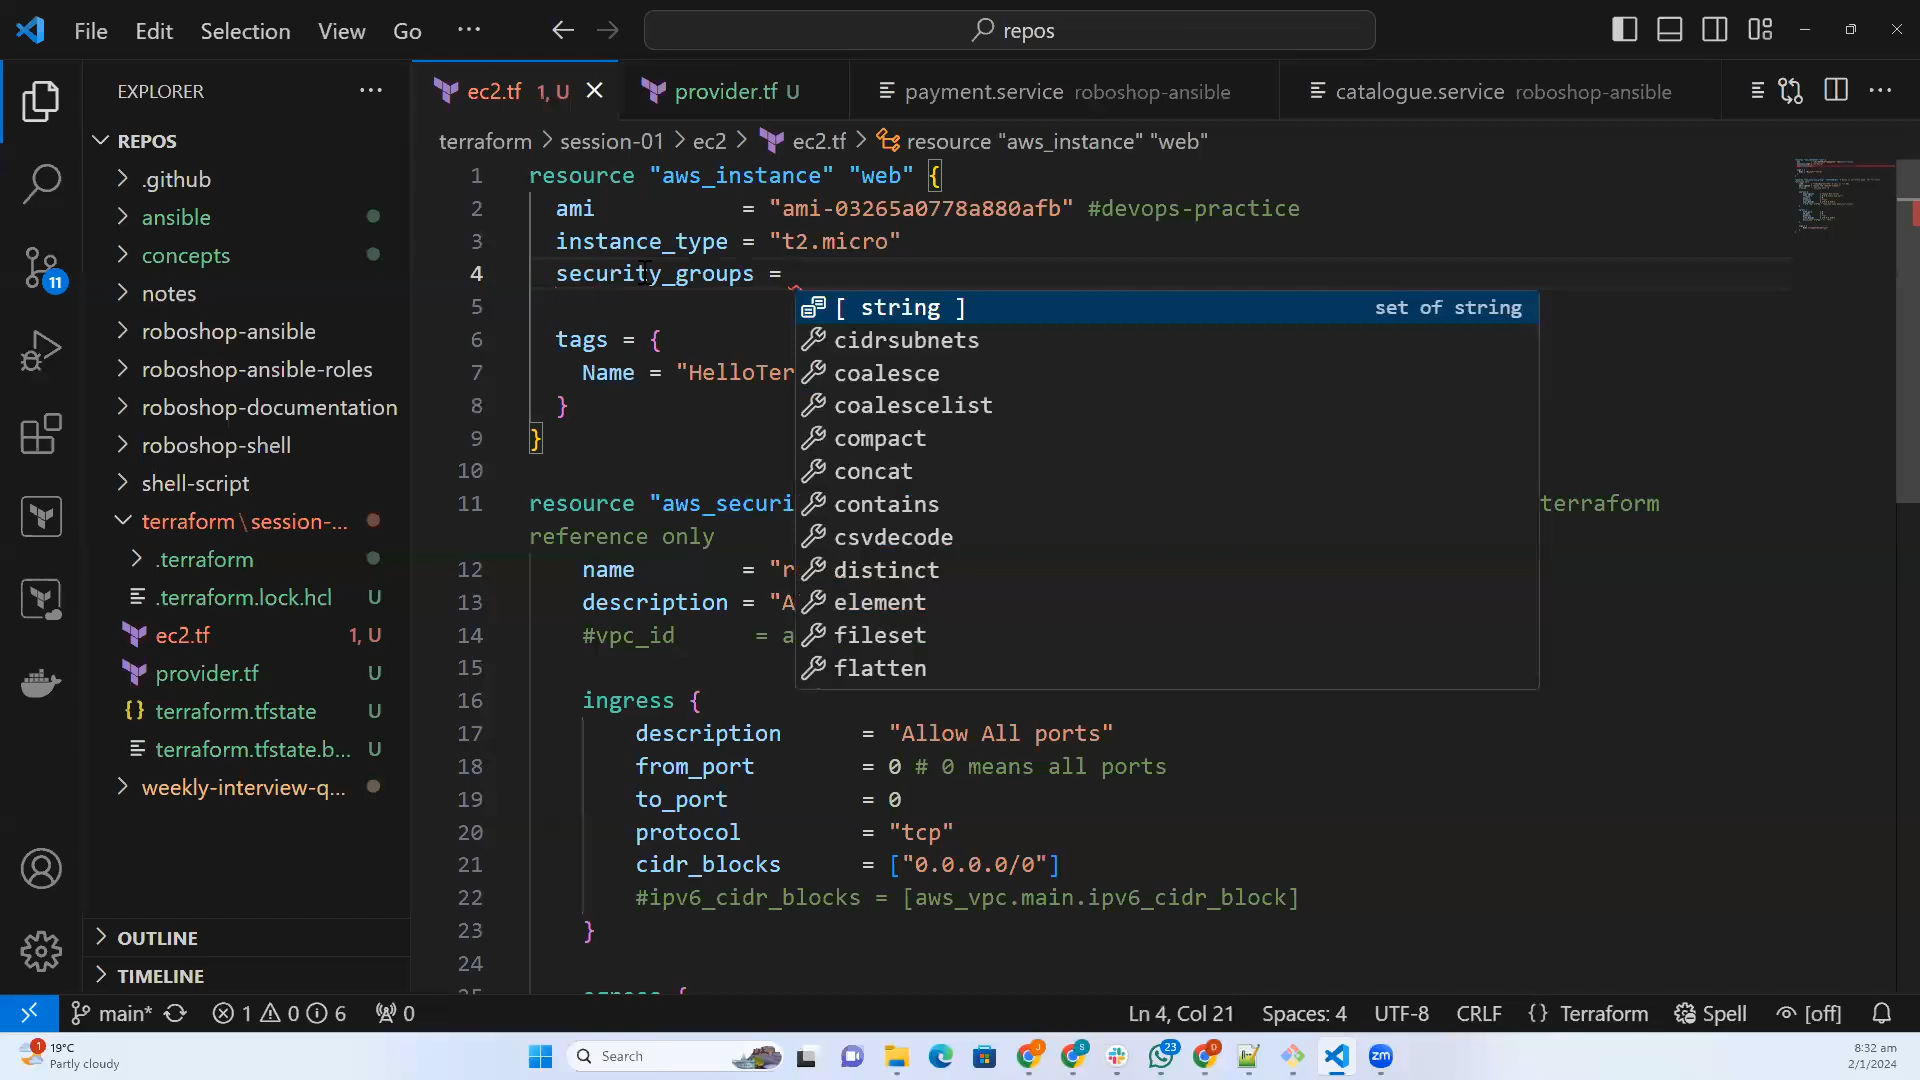 File Edit Selection View Go ··· repos
EXPLORER ···
ec2.tf 1, U
provider.tf U
payment.service roboshop-ansible
catalogue.service roboshop-ansible
terraform > session-01 > ec2 > ec2.tf > resource "aws_instance" "web"
REPOS
.github
ansible
concepts
notes
roboshop-ansible
roboshop-ansible-roles
roboshop-documentation
roboshop-shell
shell-script
terraform\session-...
.terraform
.terraform.lock.hcl U
ec2.tf 1, U
provider.tf U
terraform.tfstate U
terraform.tfstate.b... U
weekly-interview-q...
OUTLINE
TIMELINE
1 resource "aws_instance" "web" {
2 ami = "ami-03265a0778a880afb" #devops-practice
3 instance_type = "t2.micro"
4 security_groups =
5
6 tags = {
7 Name = "HelloTer
8 }
9 }
10
11 resource "aws_securi terraform
reference only
12 name = "r
13 description = "A
14 #vpc_id = a
15
16 ingress {
17 description = "Allow All ports"
18 from_port = 0 # 0 means all ports
19 to_port = 0
20 protocol = "tcp"
21 cidr_blocks = ["0.0.0.0/0"]
22 #ipv6_cidr_blocks = [aws_vpc.main.ipv6_cidr_block]
23 }
24
[ string ] set of string
cidrsubnets
coalesce
coalescelist
compact
concat
contains
csvdecode
distinct
element
fileset
flatten
main* 1 0 6 0 Ln 4, Col 21 Spaces: 4 UTF-8 CRLF {} Terraform Spell [off]
11
1 19°C
Partly cloudy
Search
23
zm
8:32 am
2/1/2024